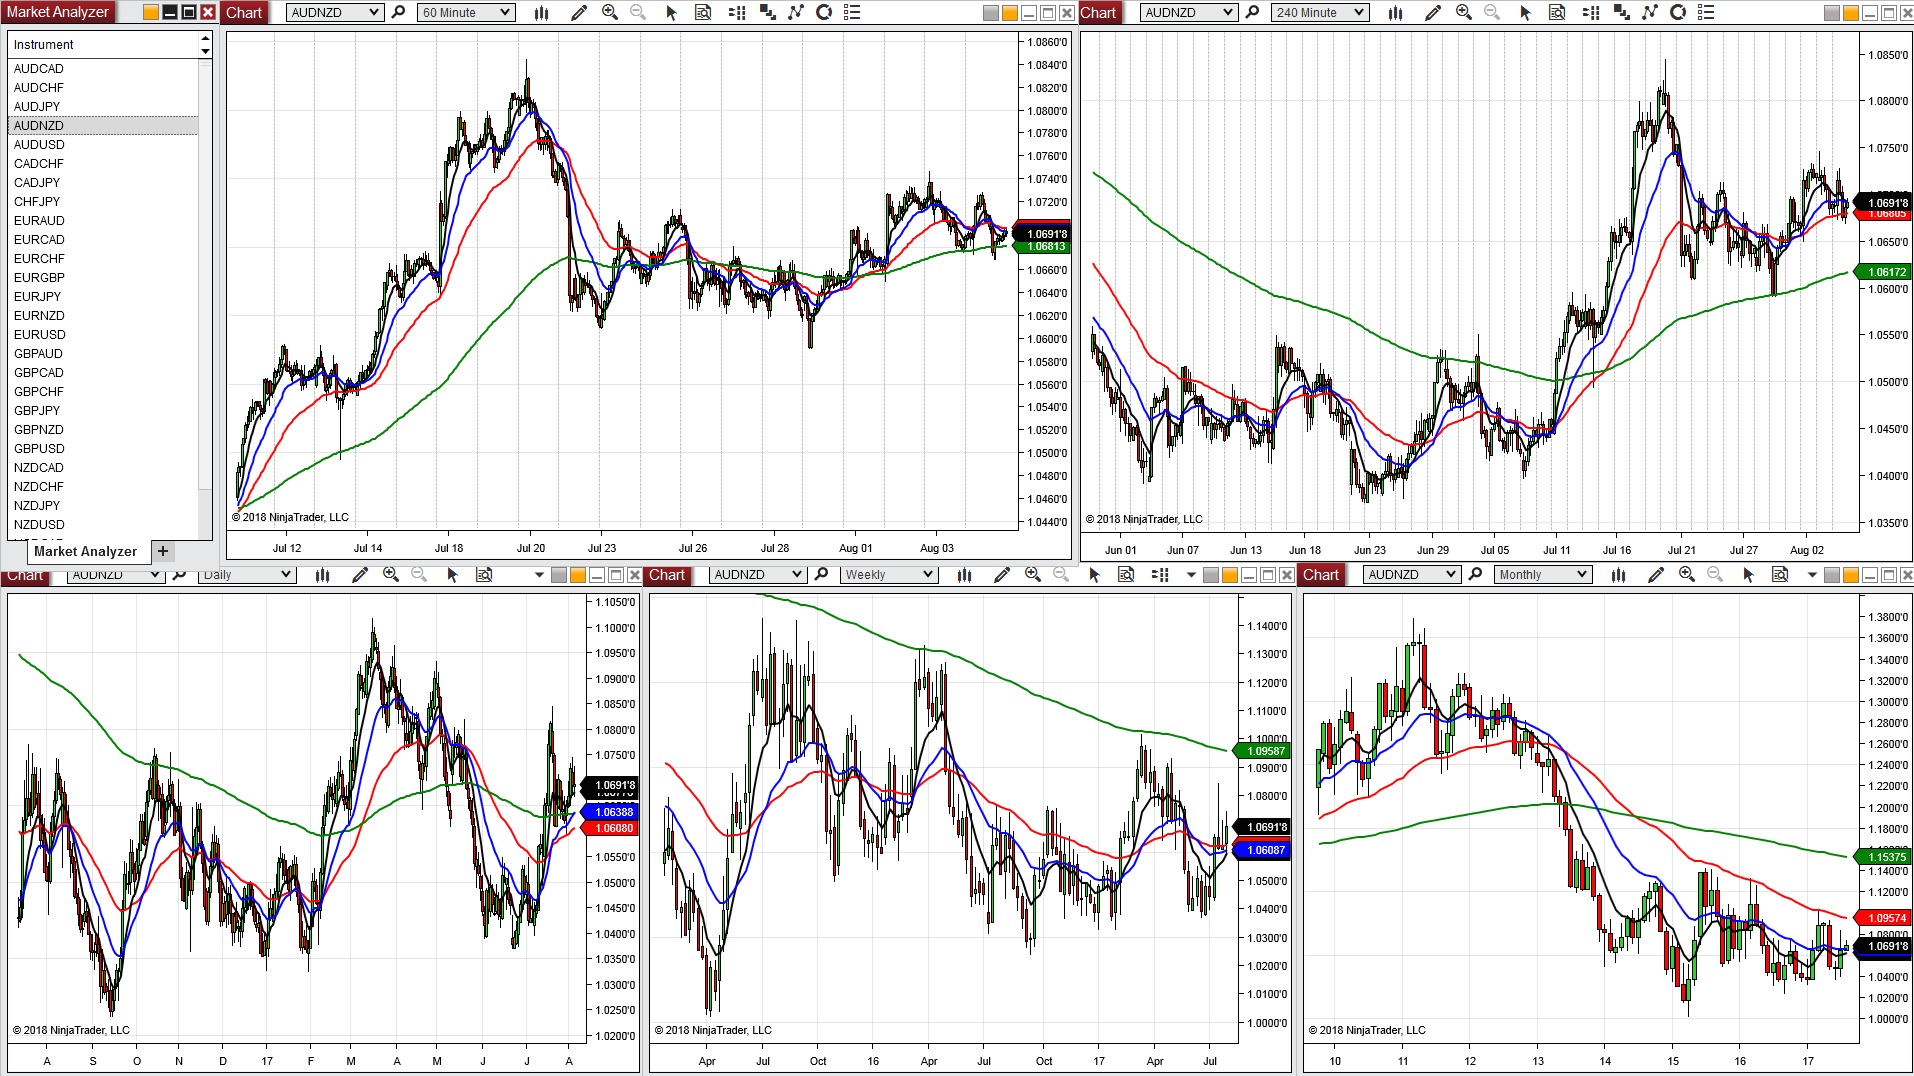 Market Analyzer
Instrument
AUDCAD
AUDCHF
AUDJPY
AUDNZD
AUDUSD
CADCHF
CADJPY
CHFJPY
EURAUD
EURCAD
EURCHF
EURGBP
EURJPY
EURNZD
EURUSD
GBPAUD
GBPCAD
GBPCHF
GBPJPY
GBPNZD
GBPUSD
NZDCAD
NZDCHF
NZDJPY
NZDUSD
Market Analyzer +
Chart AUDNZD 60 Minute
1.0860'0
1.0840'0
1.0820'0
1.0800'0
1.0780'0
1.0760'0
1.0740'0
1.0720'0
1.0691'8
1.06813
1.0660'0
1.0640'0
1.0620'0
1.0600'0
1.0580'0
1.0560'0
1.0540'0
1.0520'0
1.0500'0
1.0480'0
1.0460'0
1.0440'0
© 2018 NinjaTrader, LLC
Jul 12 Jul 14 Jul 18 Jul 20 Jul 23 Jul 26 Jul 28 Aug 01 Aug 03
Chart AUDNZD 240 Minute
1.0850'0
1.0800'0
1.0750'0
1.0691'8
1.06805
1.0650'0
1.06172
1.0600'0
1.0550'0
1.0500'0
1.0450'0
1.0400'0
1.0350'0
© 2018 NinjaTrader, LLC
Jun 01 Jun 07 Jun 13 Jun 18 Jun 23 Jun 29 Jul 05 Jul 11 Jul 16 Jul 21 Jul 27 Aug 02
Chart AUDNZD Daily
1.1050'0
1.1000'0
1.0950'0
1.0900'0
1.0850'0
1.0800'0
1.0750'0
1.0691'8
1.06388
1.06080
1.0550'0
1.0500'0
1.0450'0
1.0400'0
1.0350'0
1.0300'0
1.0250'0
1.0200'0
© 2018 NinjaTrader, LLC
A S O N D 17 F M A M J J A
Chart AUDNZD Weekly
1.1400'0
1.1300'0
1.1200'0
1.1100'0
1.1000'0
1.09587
1.0900'0
1.0800'0
1.0691'8
1.06087
1.0500'0
1.0400'0
1.0300'0
1.0200'0
1.0100'0
1.0000'0
© 2018 NinjaTrader, LLC
Apr Jul Oct 16 Apr Jul Oct 17 Apr Jul
Chart AUDNZD Monthly
1.3800'0
1.3600'0
1.3400'0
1.3200'0
1.3000'0
1.2800'0
1.2600'0
1.2400'0
1.2200'0
1.2000'0
1.1800'0
1.1600'0
1.15375
1.1400'0
1.1200'0
1.09574
1.0800'0
1.0691'8
1.0400'0
1.0200'0
1.0000'0
© 2018 NinjaTrader, LLC
10 11 12 13 14 15 16 17